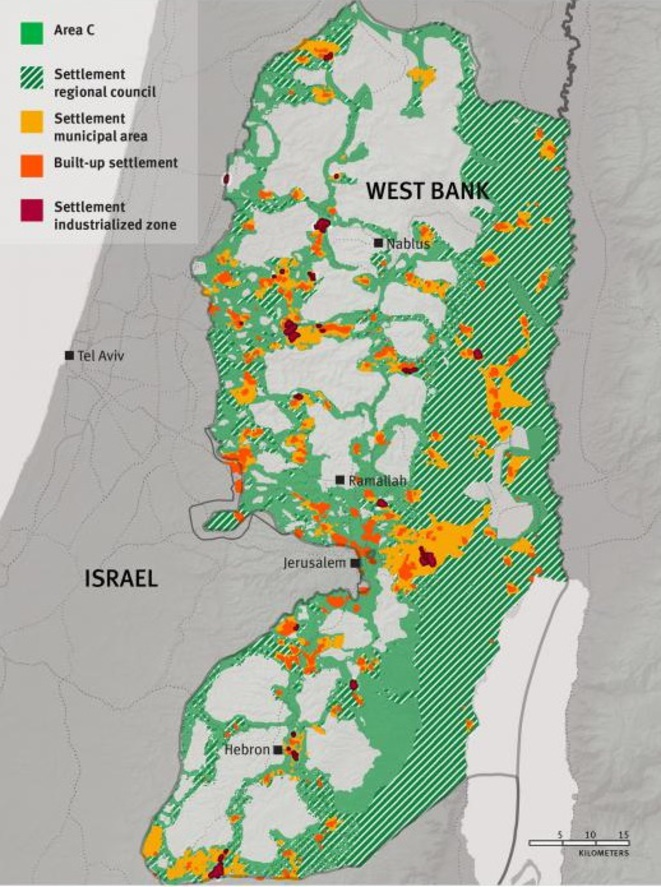 Area C
Settlement
regional council
Settlement
municipal area
Built-up settlement
Settlement
industrialized zone
WEST BANK
Nablus
Tel Aviv
Ramallah
Jerusalem
ISRAEL
Hebron
5 10 15
KILOMETERS